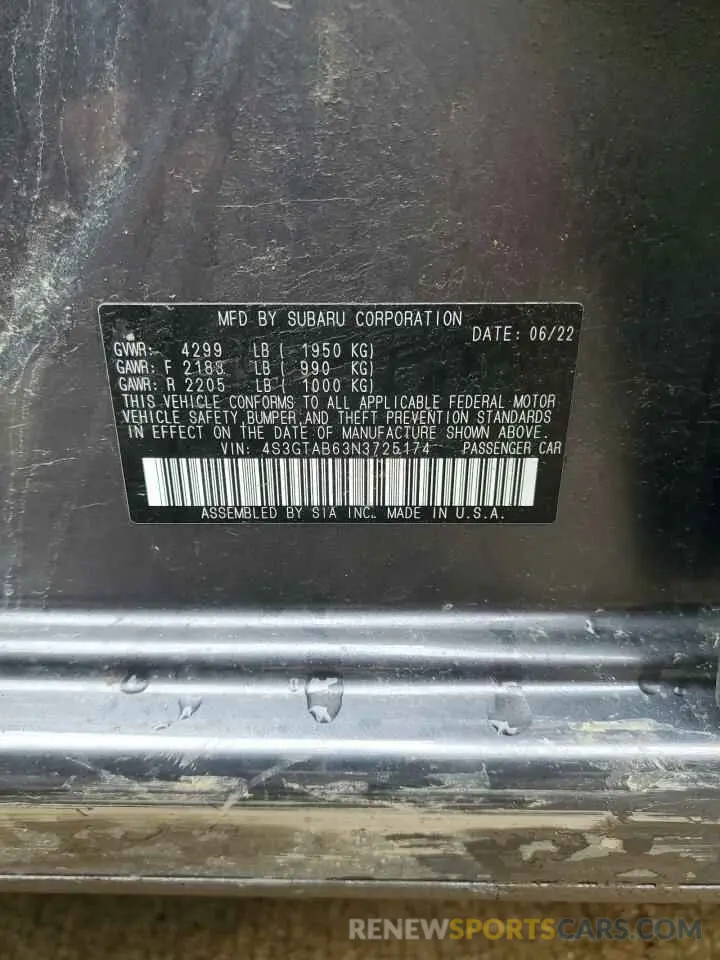 MFD BY SUBARU CORPORATION
DATE: 06/22
GVWR: 4299 LB ( 1950 KG)
GAWR: F 2183 LB ( 990 KG)
GAWR: R 2205 LB ( 1000 KG)
THIS VEHICLE CONFORMS TO ALL APPLICABLE FEDERAL MOTOR
VEHICLE SAFETY, BUMPER, AND THEFT PREVENTION STANDARDS
IN EFFECT ON THE DATE OF MANUFACTURE SHOWN ABOVE.
VIN: 4S3GTAB63N3725174 PASSENGER CAR
ASSEMBLED BY SIA INC. MADE IN U.S.A.
RENEWSPORTSCARS.COM